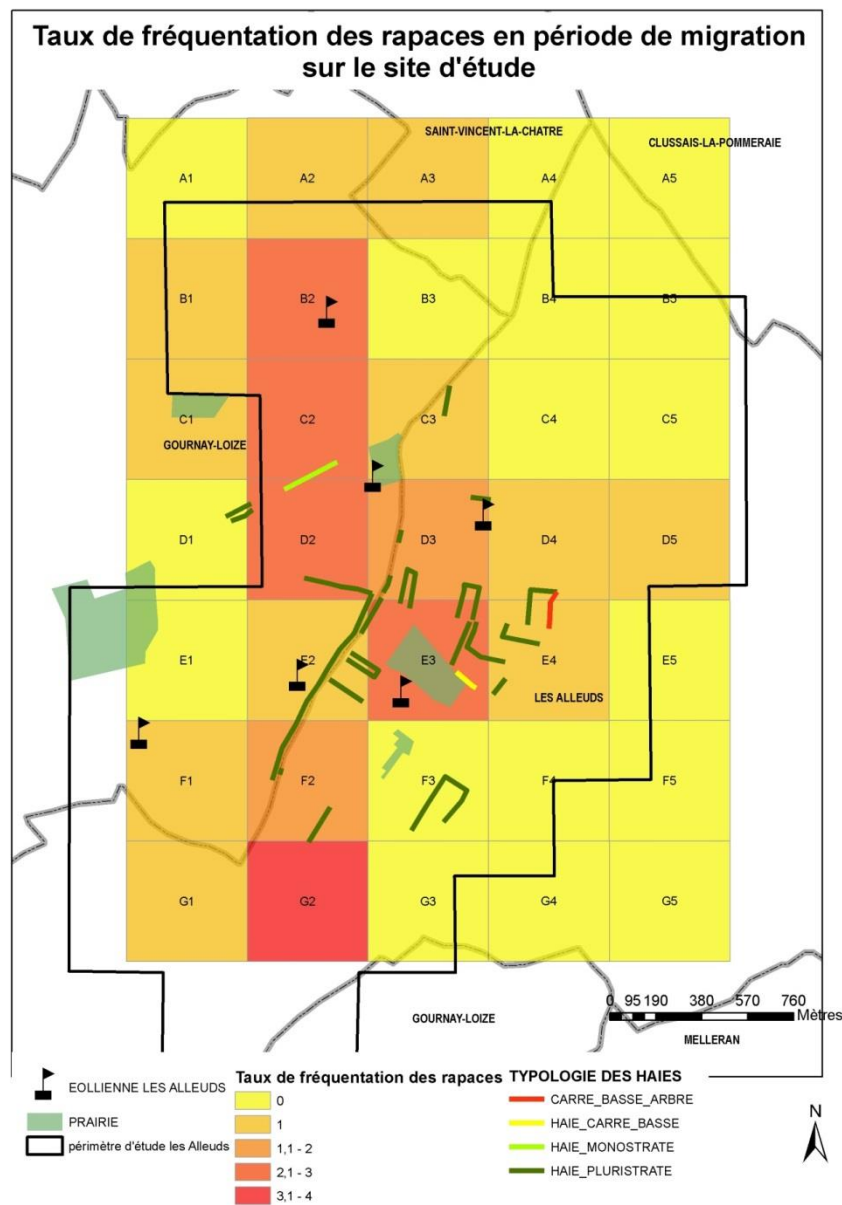 Taux de fréquentation des rapaces en période de migration
sur le site d'étude
SAINT-VINCENT-LA-CHATRE
CLUSSAIS-LA-POMMERAIE
A1 A2 A3 A4 A5
B1 B2 B3 B4 B5
C1 C2 C3 C4 C5
GOURNAY-LOIZE
D1 D2 D3 D4 D5
E1 E2 E3 E4 E5
LES ALLEUDS
F1 F2 F3 F4 F5
G1 G2 G3 G4 G5
0 95 190 380 570 760
Mètres
GOURNAY-LOIZE
MELLERAN
EOLLIENNE LES ALLEUDS
PRAIRIE
périmètre d'étude les Alleuds
Taux de fréquentation des rapaces
0
1
1,1 - 2
2,1 - 3
3,1 - 4
TYPOLOGIE DES HAIES
CARRE_BASSE_ARBRE
HAIE_CARRE_BASSE
HAIE_MONOSTRATE
HAIE_PLURISTRATE
N